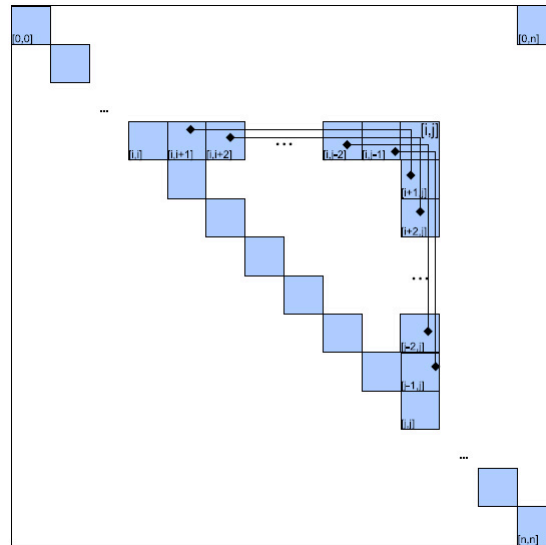 [0,0] [0,n]
...
[i,j]
[i,i] [i,i+1] [i,i+2] ... [i,j-2] [i,j-1]
[i+1,j]
[i+2,j]
...
[j-2,j]
[j-1,j]
[j,j]
...
[n,n]